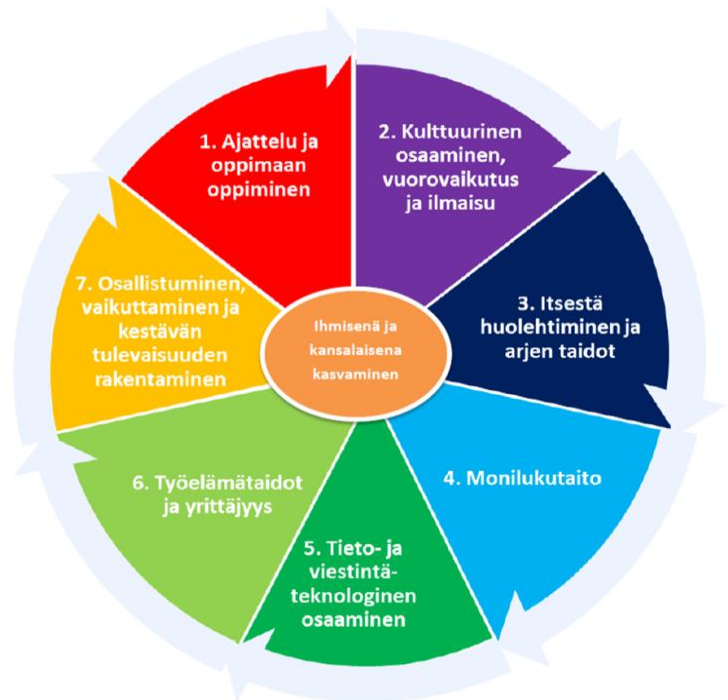 1. Ajattelu ja
oppimaan
oppiminen
2. Kulttuurinen
osaaminen,
vuorovaikutus
ja ilmaisu
3. Itsestä
huolehtiminen ja
arjen taidot
4. Monilukutaito
5. Tieto- ja
viestintä-
teknologinen
osaaminen
6. Työelämätaidot
ja yrittäjyys
7. Osallistuminen,
vaikuttaminen ja
kestävän
tulevaisuuden
rakentaminen
Ihmisenä ja
kansalaisena
kasvaminen